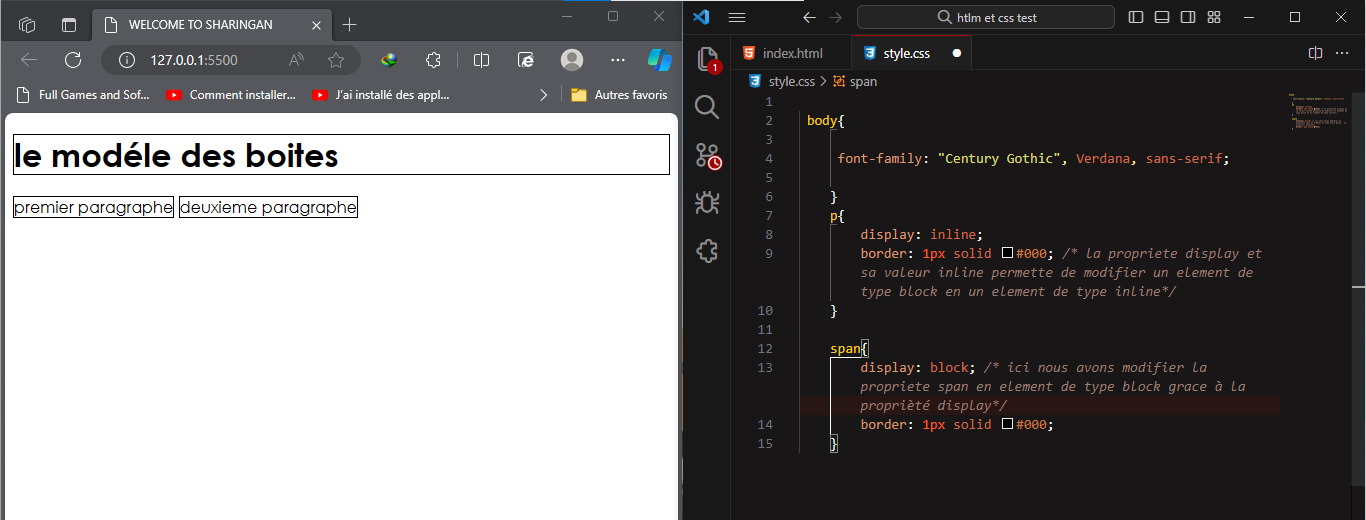 WELCOME TO SHARINGAN
127.0.0.1:5500
Full Games and Sof...
Comment installer...
J'ai installé des appl...
Autres favoris
le modéle des boites
premier paragraphe deuxieme paragraphe
htlm et css test
index.html
style.css
style.css > span
1
1
2 body{
3
4 font-family: "Century Gothic", Verdana, sans-serif;
5
6 }
7 p{
8 display: inline;
9 border: 1px solid #000; /* la propriete display et
sa valeur inline permette de modifier un element de
type block en un element de type inline*/
10 }
11
12 span{
13 display: block; /* ici nous avons modifier la
propriete span en element de type block grace à la
propriètè display*/
14 border: 1px solid #000;
15 }